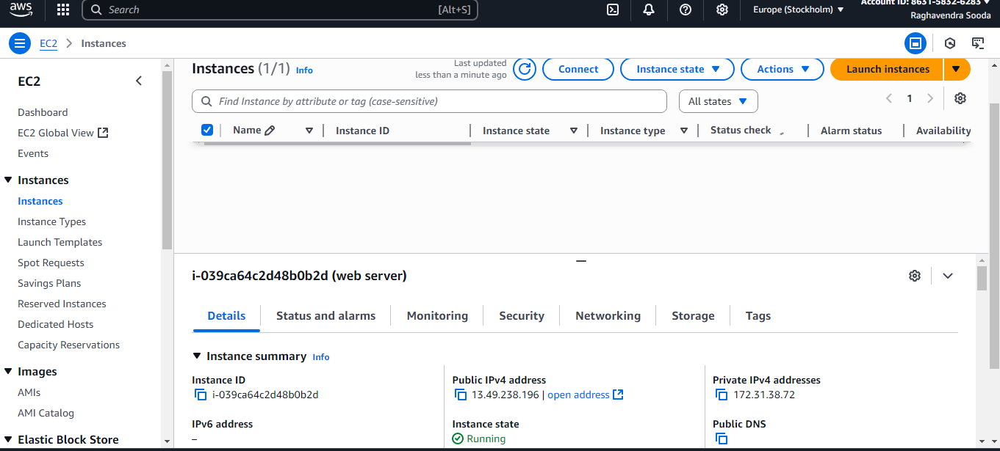 aws
Search [Alt+S]
Europe (Stockholm)
Account ID: 8631-5832-6283
Raghavendra Sooda
EC2 Instances
EC2
Dashboard
EC2 Global View
Events
Instances
Instances
Instance Types
Launch Templates
Spot Requests
Savings Plans
Reserved Instances
Dedicated Hosts
Capacity Reservations
Images
AMIs
AMI Catalog
Elastic Block Store
Instances (1/1) Info
Last updated
less than a minute ago
Connect
Instance state
Actions
Launch instances
Find Instance by attribute or tag (case-sensitive)
All states
1
Name Instance ID Instance state Instance type Status check Alarm status Availability
i-039ca64c2d48b0b2d (web server)
Details Status and alarms Monitoring Security Networking Storage Tags
Instance summary Info
Instance ID
i-039ca64c2d48b0b2d
Public IPv4 address
13.49.238.196 | open address
Private IPv4 addresses
172.31.38.72
IPv6 address
–
Instance state
Running
Public DNS